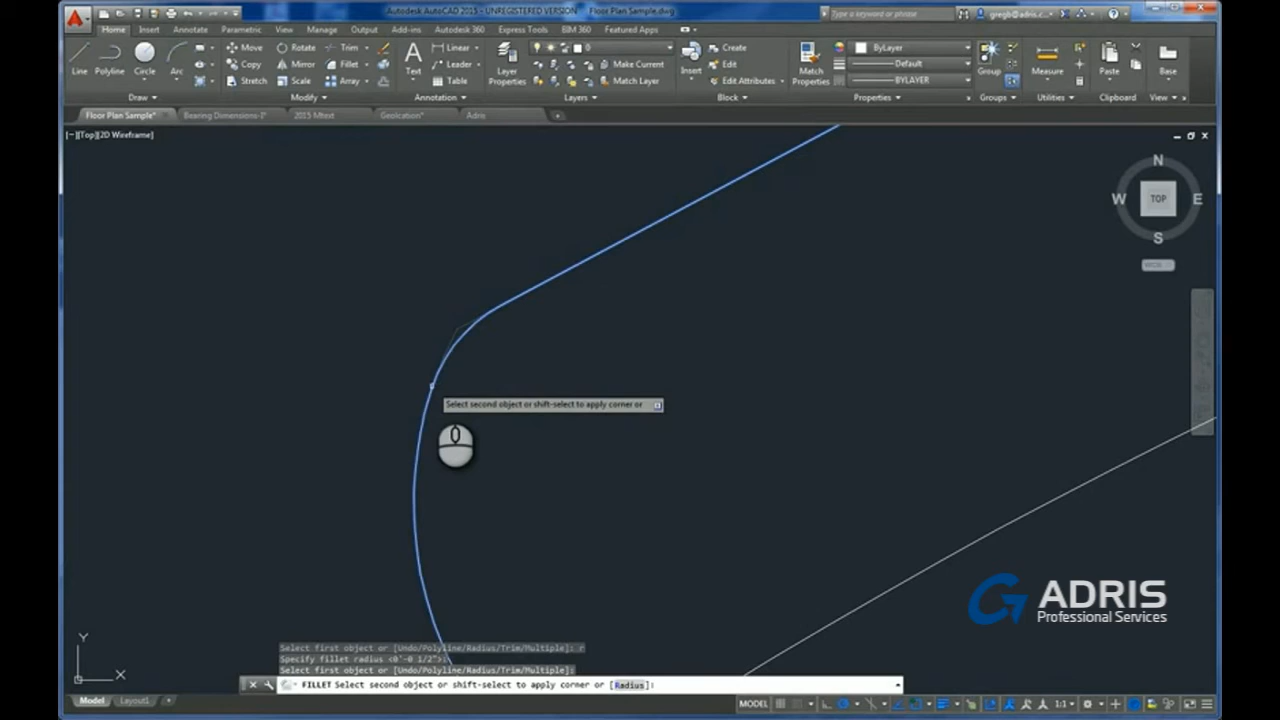 Autodesk AutoCAD 2015 - UNREGISTERED VERSION Floor Plan Sample.dwg
Type a keyword or phrase
gregb@adris.c...
Home Insert Annotate Parametric View Manage Output Add-ins Autodesk 360 Express Tools BIM 360 Featured Apps
Line Polyline Circle Arc
Move Rotate Trim
Copy Mirror Fillet
Stretch Scale Array
Text Linear
Leader
Table
Layer Properties
0
Make Current
Match Layer
Insert
Create
Edit
Edit Attributes
Match Properties
ByLayer
Default
BYLAYER
Group Measure Paste Base
Draw Modify Annotation Layers Block Properties Groups Utilities Clipboard View
Floor Plan Sample* Bearing Dimensions-I* 2015 Mtext Geolcation* Adris
[−][Top][2D Wireframe]
N
W TOP E
S
Select second object or shift-select to apply corner or
ADRIS
Professional Services
Y
X
Select first object or [Undo/Polyline/Radius/Trim/Multiple]: r
Specify fillet radius <0'-0 1/2">
Select first object or [Undo/Polyline/Radius/Trim/Multiple]:
FILLET Select second object or shift-select to apply corner or [Radius]:
Model Layout1 +
MODEL 1:1